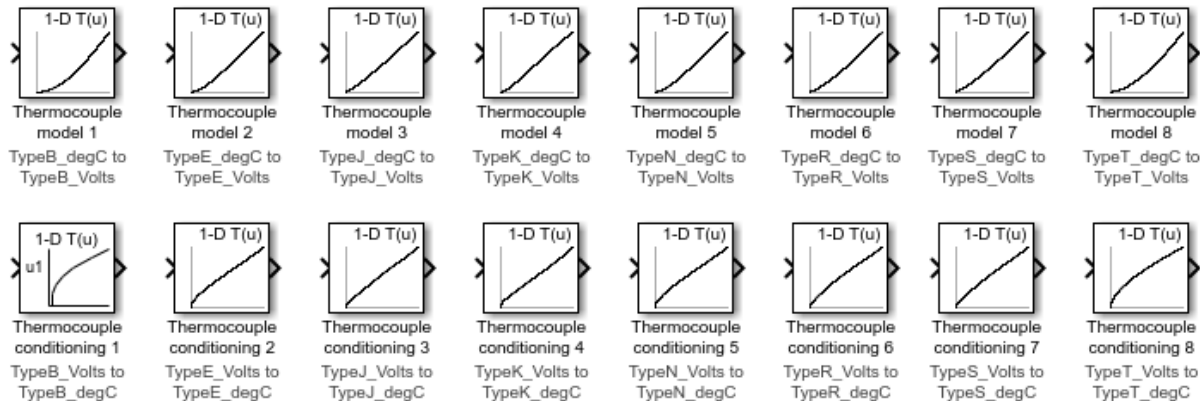 1-D T(u)
Thermocouple
model 1
TypeB_degC to
TypeB_Volts
1-D T(u)
Thermocouple
model 2
TypeE_degC to
TypeE_Volts
1-D T(u)
Thermocouple
model 3
TypeJ_degC to
TypeJ_Volts
1-D T(u)
Thermocouple
model 4
TypeK_degC to
TypeK_Volts
1-D T(u)
Thermocouple
model 5
TypeN_degC to
TypeN_Volts
1-D T(u)
Thermocouple
model 6
TypeR_degC to
TypeR_Volts
1-D T(u)
Thermocouple
model 7
TypeS_degC to
TypeS_Volts
1-D T(u)
Thermocouple
model 8
TypeT_degC to
TypeT_Volts
1-D T(u)
u1
Thermocouple
conditioning 1
TypeB_Volts to
TypeB_degC
1-D T(u)
Thermocouple
conditioning 2
TypeE_Volts to
TypeE_degC
1-D T(u)
Thermocouple
conditioning 3
TypeJ_Volts to
TypeJ_degC
1-D T(u)
Thermocouple
conditioning 4
TypeK_Volts to
TypeK_degC
1-D T(u)
Thermocouple
conditioning 5
TypeN_Volts to
TypeN_degC
1-D T(u)
Thermocouple
conditioning 6
TypeR_Volts to
TypeR_degC
1-D T(u)
Thermocouple
conditioning 7
TypeS_Volts to
TypeS_degC
1-D T(u)
Thermocouple
conditioning 8
TypeT_Volts to
TypeT_degC